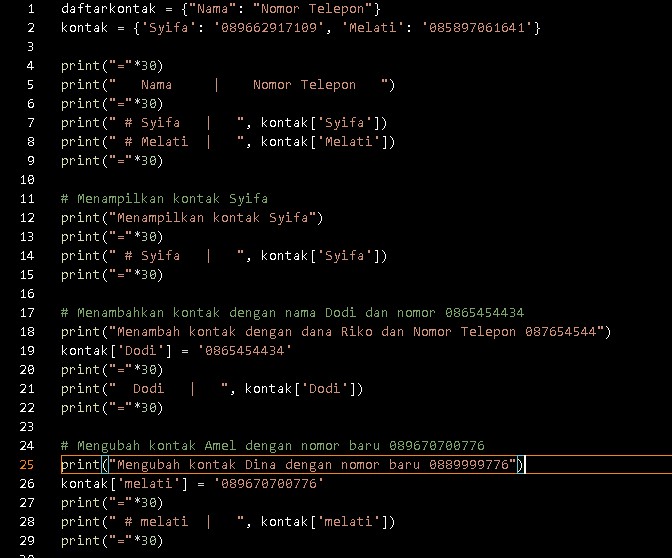 1 daftarkontak = {"Nama": "Nomor Telepon"}
2 kontak = {'Syifa': '089662917109', 'Melati': '085897061641'}
3
4 print("="*30)
5 print("   Nama     |    Nomor Telepon   ")
6 print("="*30)
7 print(" # Syifa   |   ", kontak['Syifa'])
8 print(" # Melati  |   ", kontak['Melati'])
9 print("="*30)
10
11 # Menampilkan kontak Syifa
12 print("Menampilkan kontak Syifa")
13 print("="*30)
14 print(" # Syifa   |   ", kontak['Syifa'])
15 print("="*30)
16
17 # Menambahkan kontak dengan nama Dodi dan nomor 0865454434
18 print("Menambah kontak dengan dana Riko dan Nomor Telepon 087654544")
19 kontak['Dodi'] = '0865454434'
20 print("="*30)
21 print("  Dodi   |   ", kontak['Dodi'])
22 print("="*30)
23
24 # Mengubah kontak Amel dengan nomor baru 089670700776
25 print("Mengubah kontak Dina dengan nomor baru 0889999776")
26 kontak['melati'] = '089670700776'
27 print("="*30)
28 print(" # melati  |   ", kontak['melati'])
29 print("="*30)